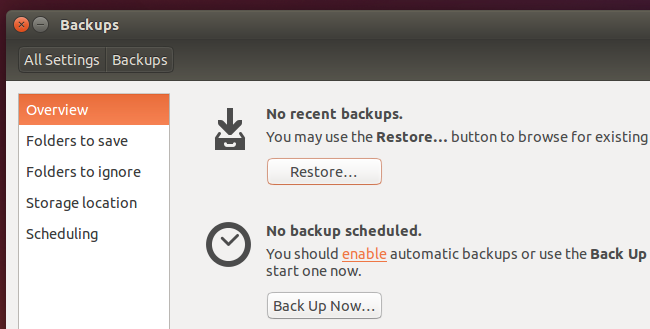 Backups
All Settings Backups
Overview
Folders to save
Folders to ignore
Storage location
Scheduling
No recent backups.
You may use the Restore... button to browse for existing
Restore...
No backup scheduled.
You should enable automatic backups or use the Back Up
start one now.
Back Up Now...